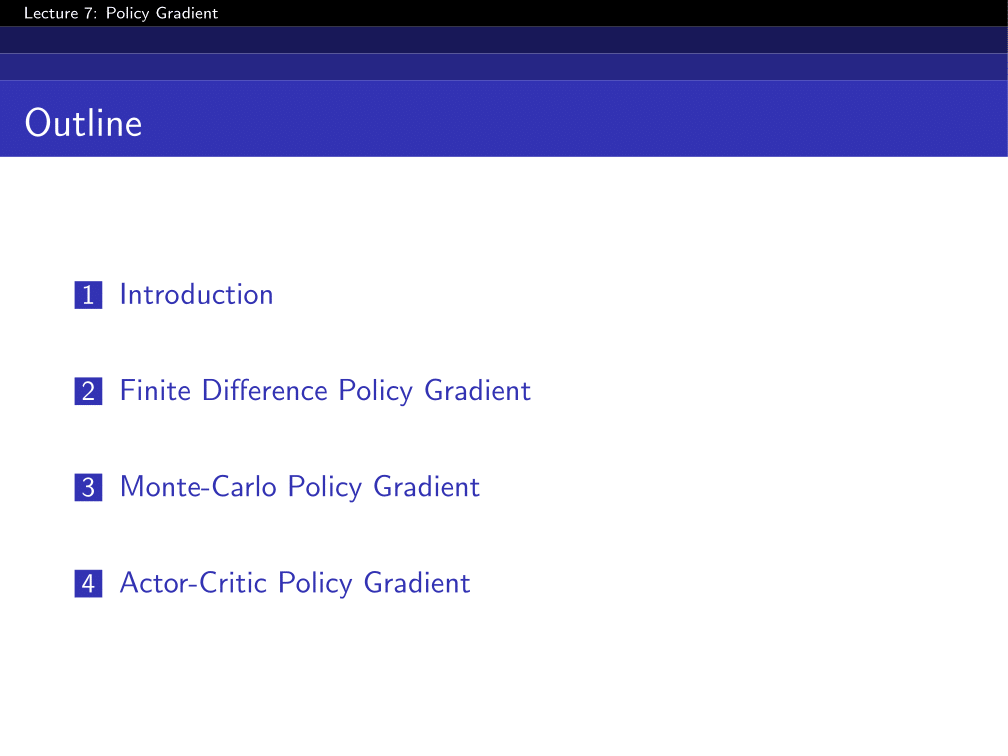 Lecture 7: Policy Gradient
Outline
1 Introduction
2 Finite Difference Policy Gradient
3 Monte-Carlo Policy Gradient
4 Actor-Critic Policy Gradient